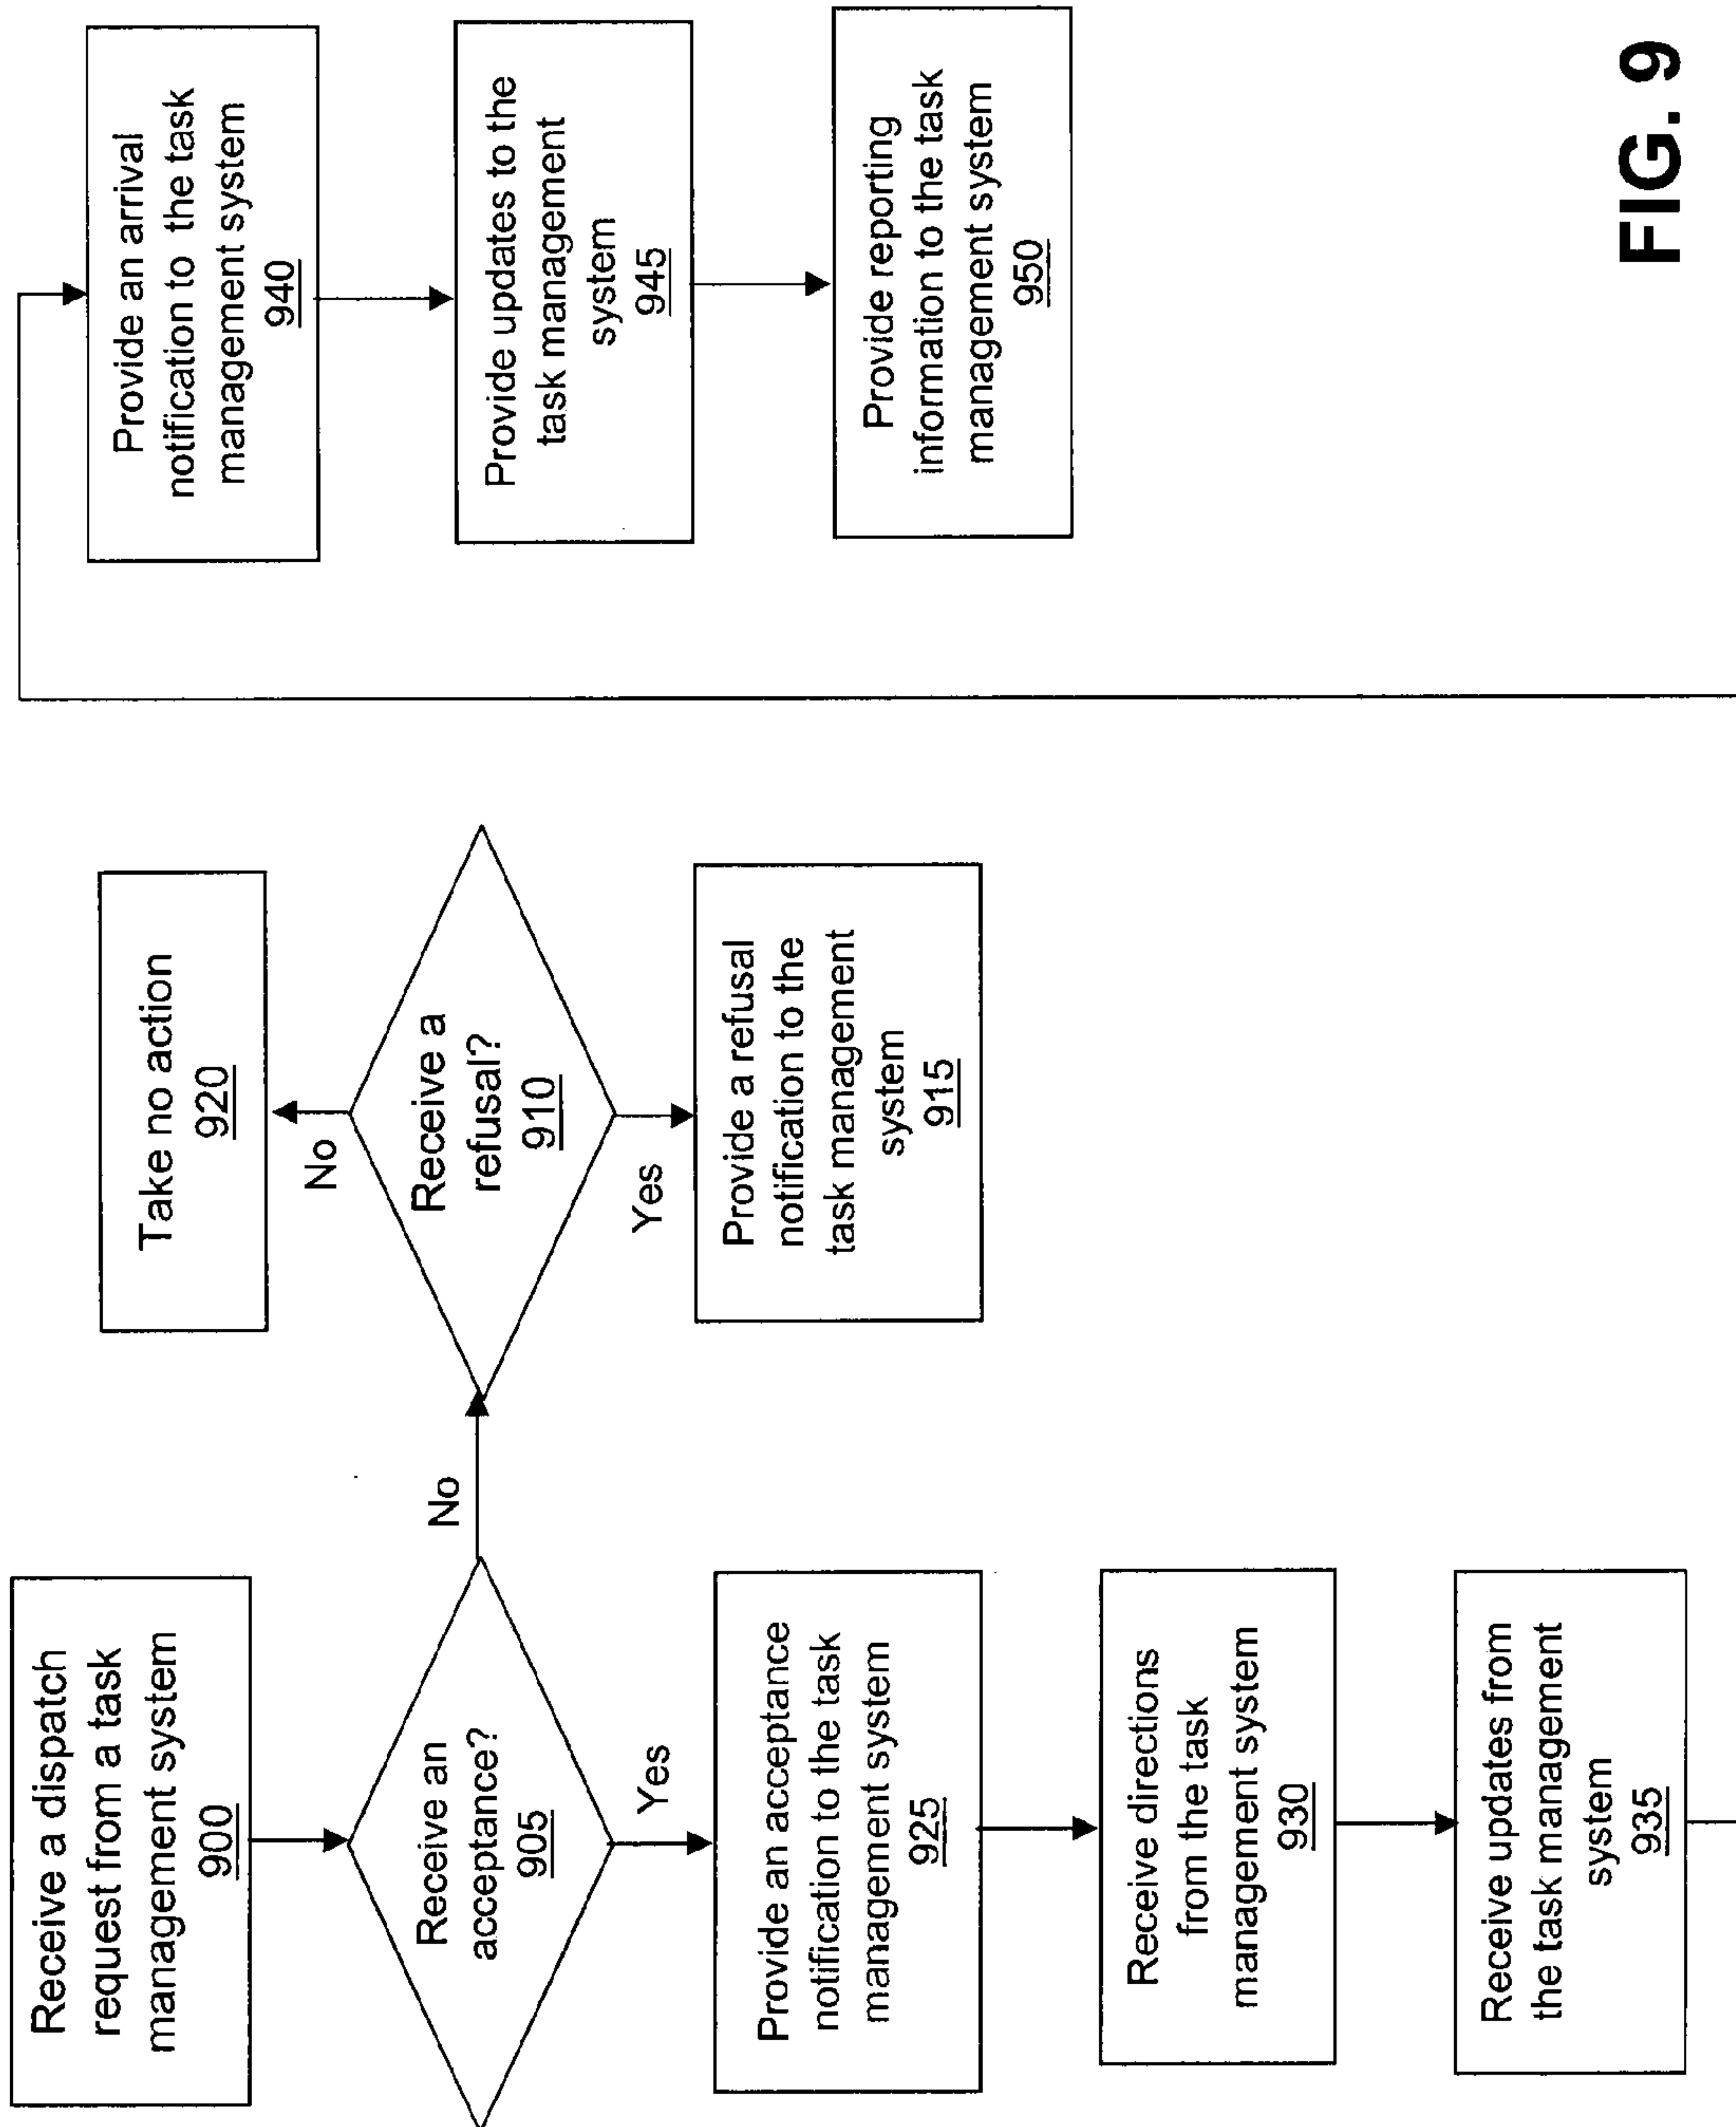 Receive a dispatch
request from a task
management system
900
Receive an
acceptance?
905
No
Yes
Receive a
refusal?
910
No
Take no action
920
Yes
Provide a refusal
notification to the
task management
system
915
Provide an acceptance
notification to the task
management system
925
Receive directions
from the task
management system
930
Receive updates from
the task management
system
935
Provide an arrival
notification to the task
management system
940
Provide updates to the
task management
system
945
Provide reporting
information to the task
management system
950
FIG. 9